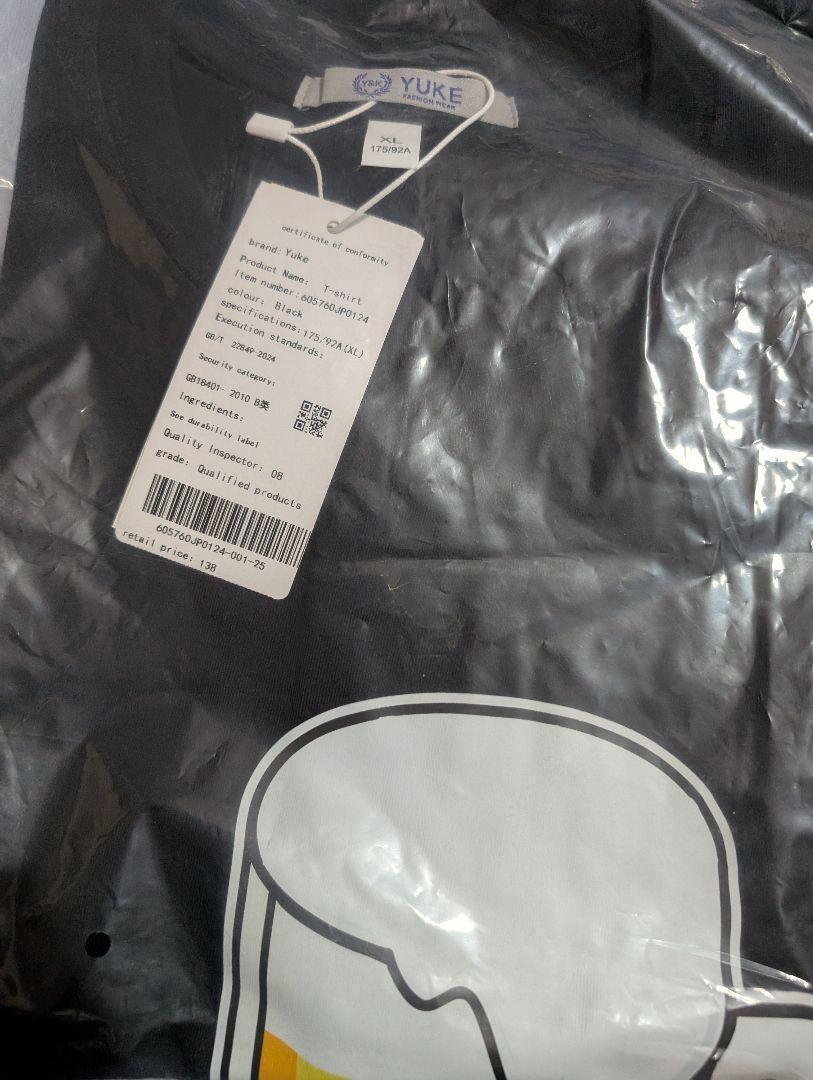 Y&K YUKE
FASHION WEAR
XL
175/92A
certificate of conformity
brand: Yuke
Product Name: T-shirt
Item number: 605760JP0124
colour: Black
specifications: 175/92A(XL)
Execution standards:
GB/T 22849-2024
Security category:
GB18401- 2010 B类
Ingredients:
See durability label
Quality Inspector: 08
grade: Qualified products
605760JP0124-001-25
retail price: 138